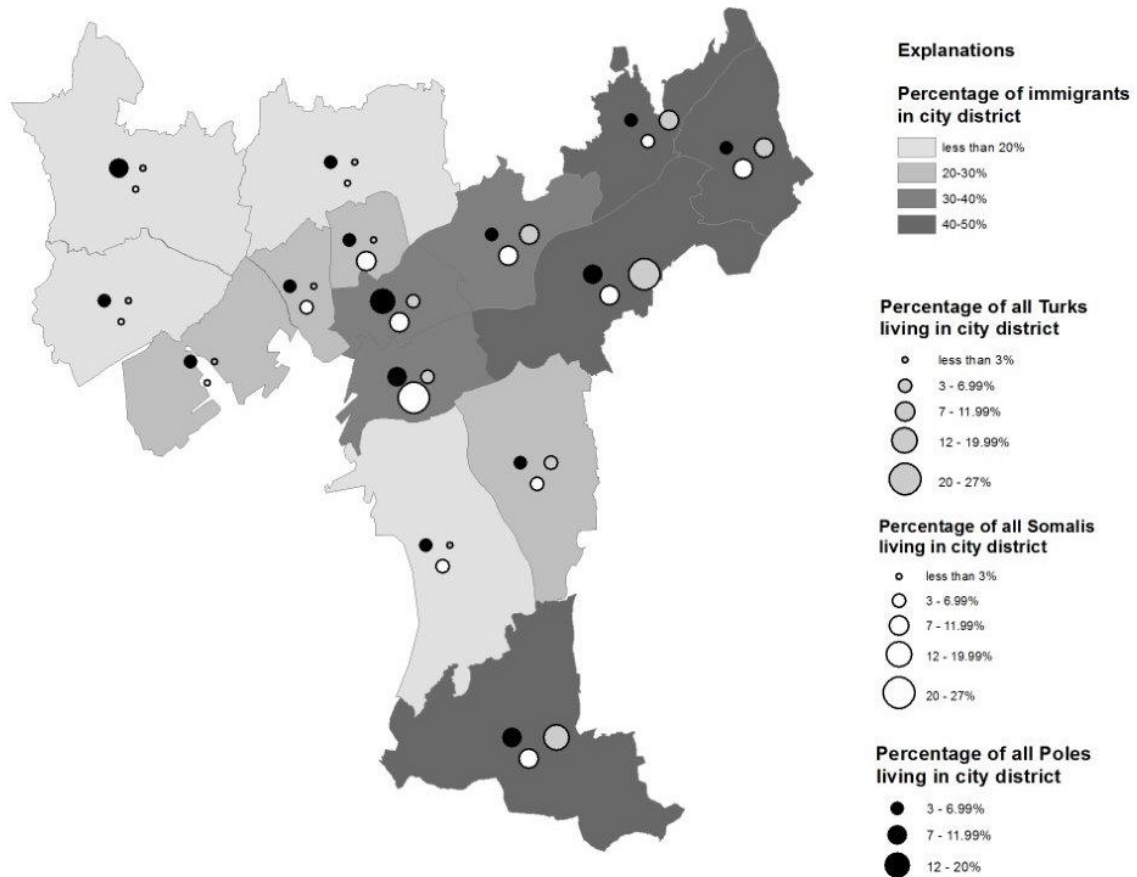 Explanations
Percentage of immigrants
in city district
less than 20%
20-30%
30-40%
40-50%
Percentage of all Turks
living in city district
less than 3%
3 - 6.99%
7 - 11.99%
12 - 19.99%
20 - 27%
Percentage of all Somalis
living in city district
less than 3%
3 - 6.99%
7 - 11.99%
12 - 19.99%
20 - 27%
Percentage of all Poles
living in city district
3 - 6.99%
7 - 11.99%
12 - 20%